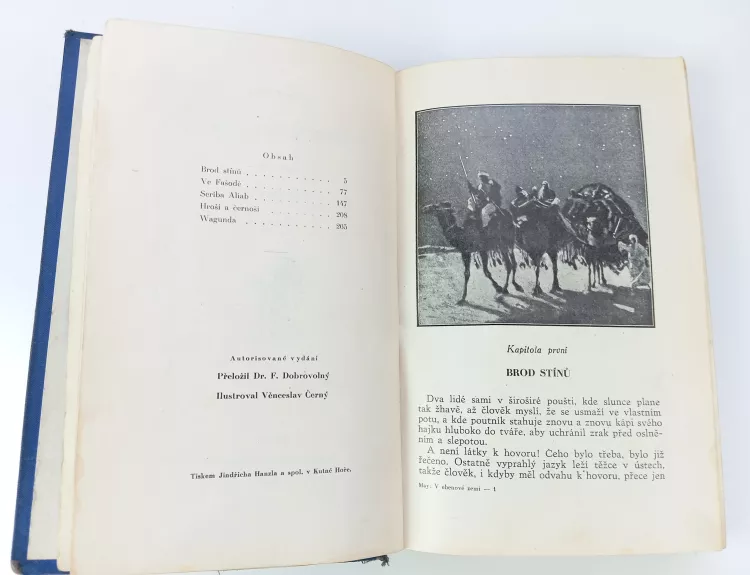 Obsah
Brod stínů 5
Ve Fašodě 77
Seriba Aliab 147
Hroši a černoši 208
Wagunda 265
Autorisované vydání
Přeložil Dr. F. Dobrovolný
Ilustroval Věnceslav Černý
Tiskem Jindřicha Hanzla a spol. v Kutné Hoře.
Kapitola první
BROD STÍNŮ
Dva lidé sami v široširé poušti, kde slunce plane
tak žhavě, až člověk myslí, že se usmaží ve vlastním
potu, a kde poutník stahuje znovu a znovu kápi svého
hajku hluboko do tváře, aby uchránil zrak před oslně-
ním a slepotou.
A není látky k hovoru! Čeho bylo třeba, bylo již
řečeno. Ostatně vyprahlý jazyk leží těžce v ústech,
takže člověk, i kdyby měl odvahu k hovoru, přece jen
May, V ebenové zemi — 1